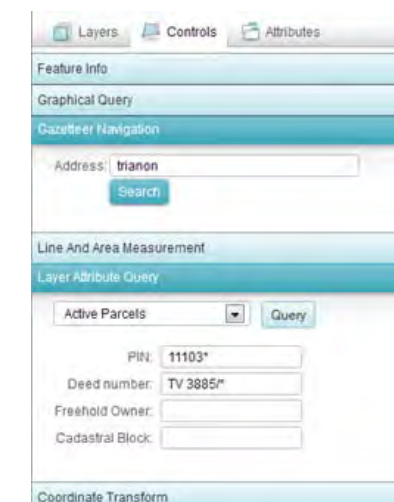 Layers Controls Attributes
Feature Info
Graphical Query
Gazetteer Navigation
Address: trianon
Search
Line And Area Measurement
Layer Attribute Query
Active Parcels Query
PIN: 11103*
Deed number: TV 3885/*
Freehold Owner:
Cadastral Block:
Coordinate Transform